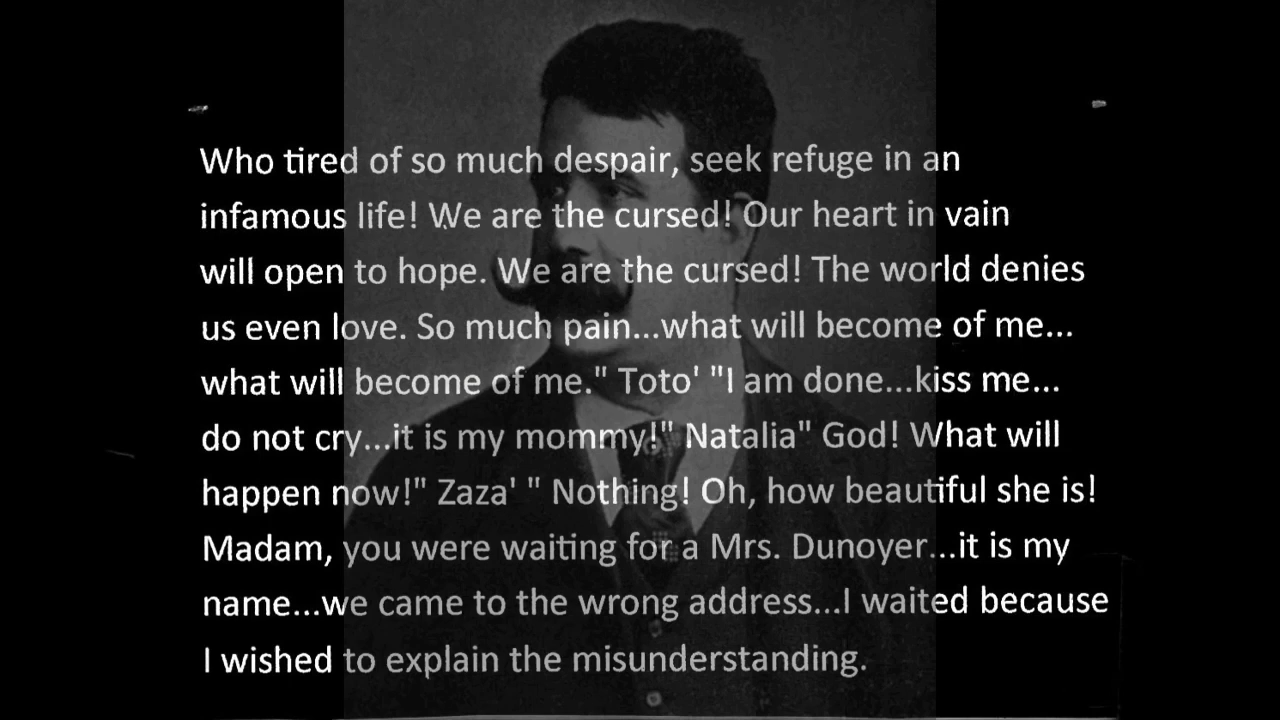 Who tired of so much despair, seek refuge in an
infamous life! We are the cursed! Our heart in vain
will open to hope. We are the cursed! The world denies
us even love. So much pain...what will become of me...
what will become of me." Toto' "I am done...kiss me...
do not cry...it is my mommy!" Natalia" God! What will
happen now!" Zaza' " Nothing! Oh, how beautiful she is!
Madam, you were waiting for a Mrs. Dunoyer...it is my
name...we came to the wrong address...I waited because
I wished to explain the misunderstanding.